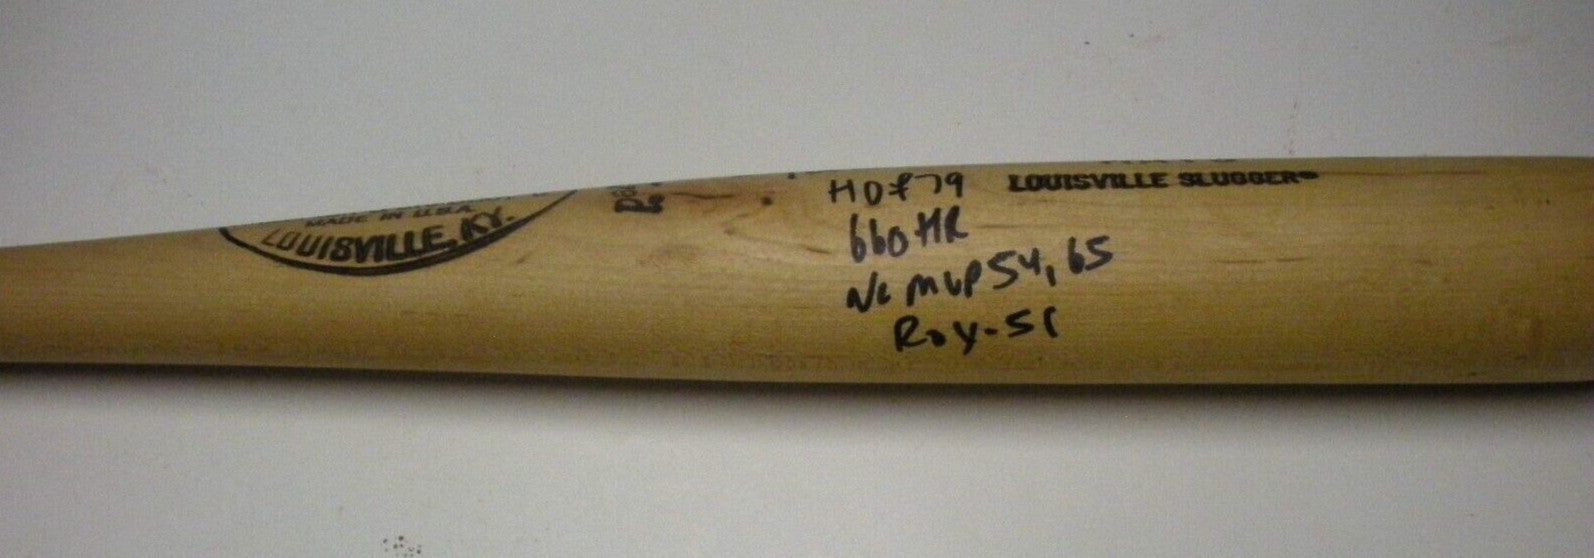 MADE IN U.S.A.
LOUISVILLE, KY.
LOUISVILLE SLUGGER
HOF 79
660 HR
NL MVP 54, 65
ROY-51